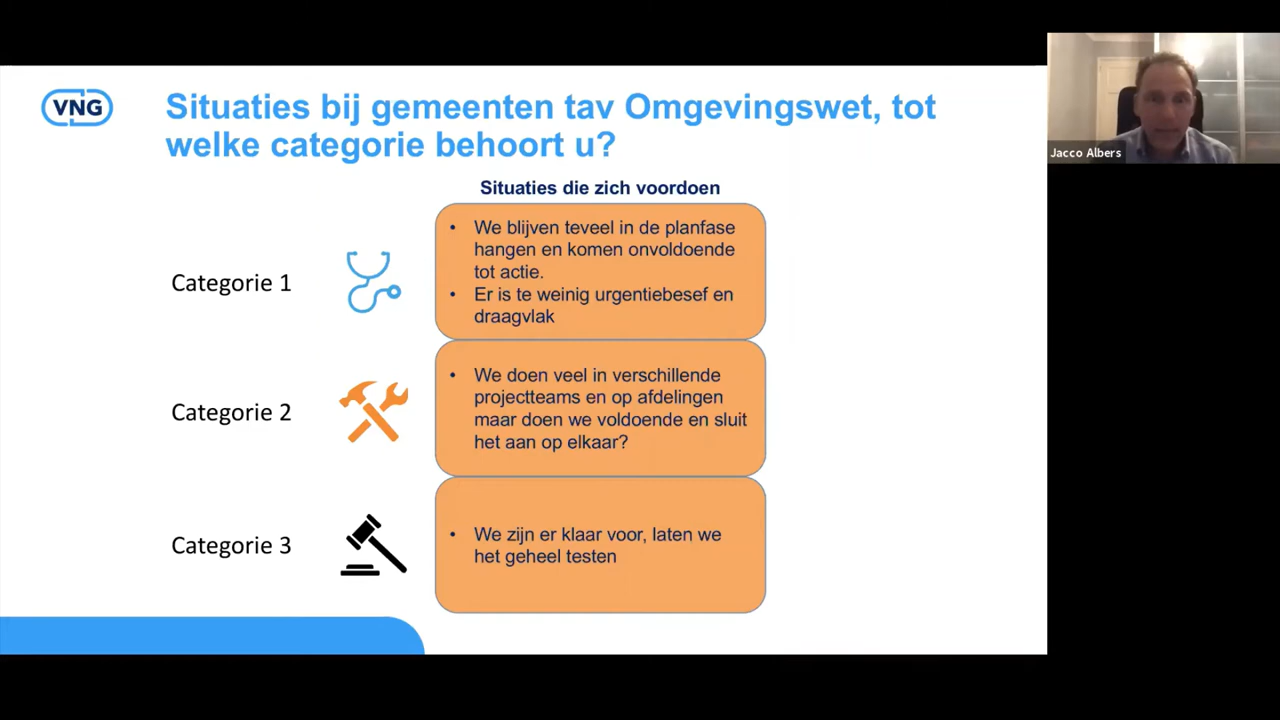 VNG
Situaties bij gemeenten tav Omgevingswet, tot
welke categorie behoort u?
Jacco Albers
Situaties die zich voordoen
Categorie 1
• We blijven teveel in de planfase
hangen en komen onvoldoende
tot actie.
• Er is te weinig urgentiebesef en
draagvlak
Categorie 2
• We doen veel in verschillende
projectteams en op afdelingen
maar doen we voldoende en sluit
het aan op elkaar?
Categorie 3
• We zijn er klaar voor, laten we
het geheel testen